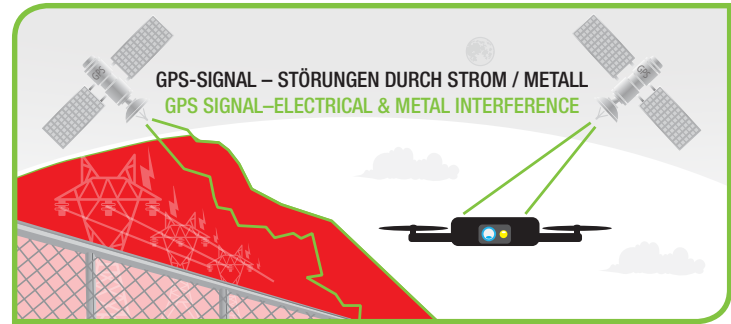 GPS-SIGNAL – STÖRUNGEN DURCH STROM / METALL
GPS SIGNAL–ELECTRICAL & METAL INTERFERENCE